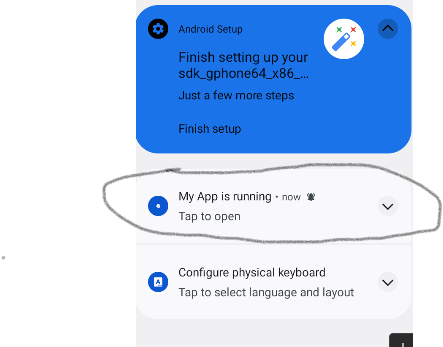 Android Setup
Finish setting up your
sdk_gphone64_x86_...
Just a few more steps
Finish setup
My App is running • now
Tap to open
A
Configure physical keyboard
Tap to select language and layout